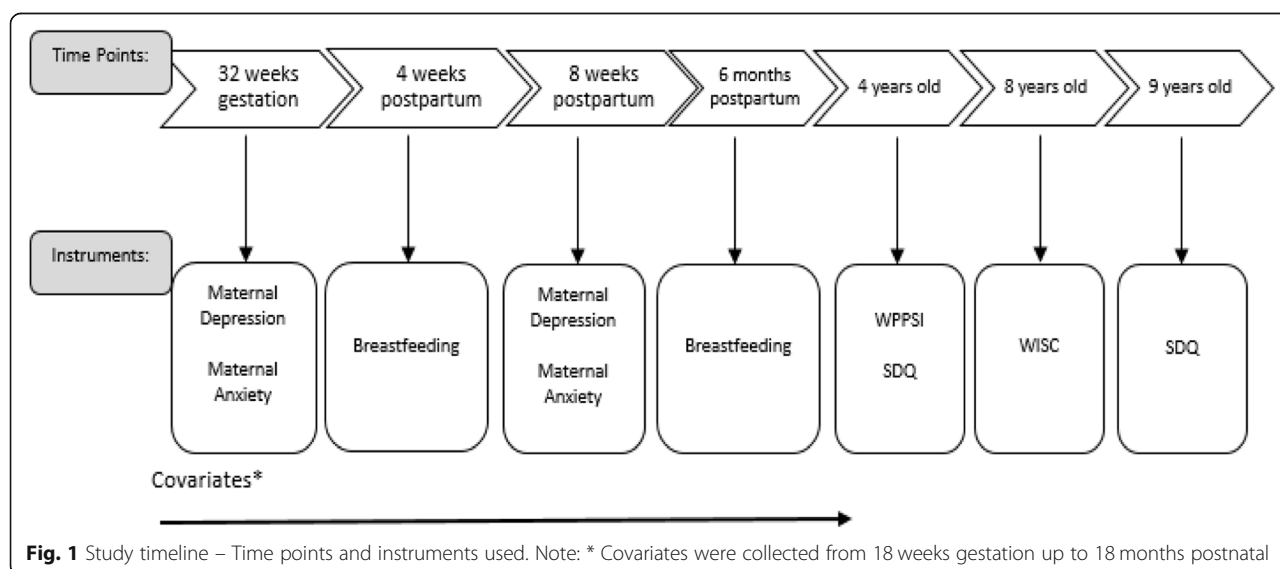 Time Points:
32 weeks
gestation
4 weeks
postpartum
8 weeks
postpartum
6 months
postpartum
4 years old
8 years old
9 years old
Instruments:
Maternal
Depression
Maternal
Anxiety
Breastfeeding
Maternal
Depression
Maternal
Anxiety
Breastfeeding
WPPSI
SDQ
WISC
SDQ
Covariates*
Fig. 1 Study timeline – Time points and instruments used. Note: * Covariates were collected from 18 weeks gestation up to 18 months postnatal